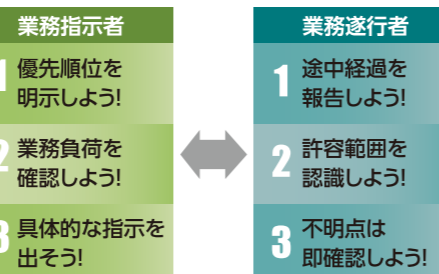 業務指示者
1 優先順位を
明示しよう!
2 業務負荷を
確認しよう!
3 具体的な指示を
出そう!
業務遂行者
1 途中経過を
報告しよう!
2 許容範囲を
認識しよう!
3 不明点は
即確認しよう!